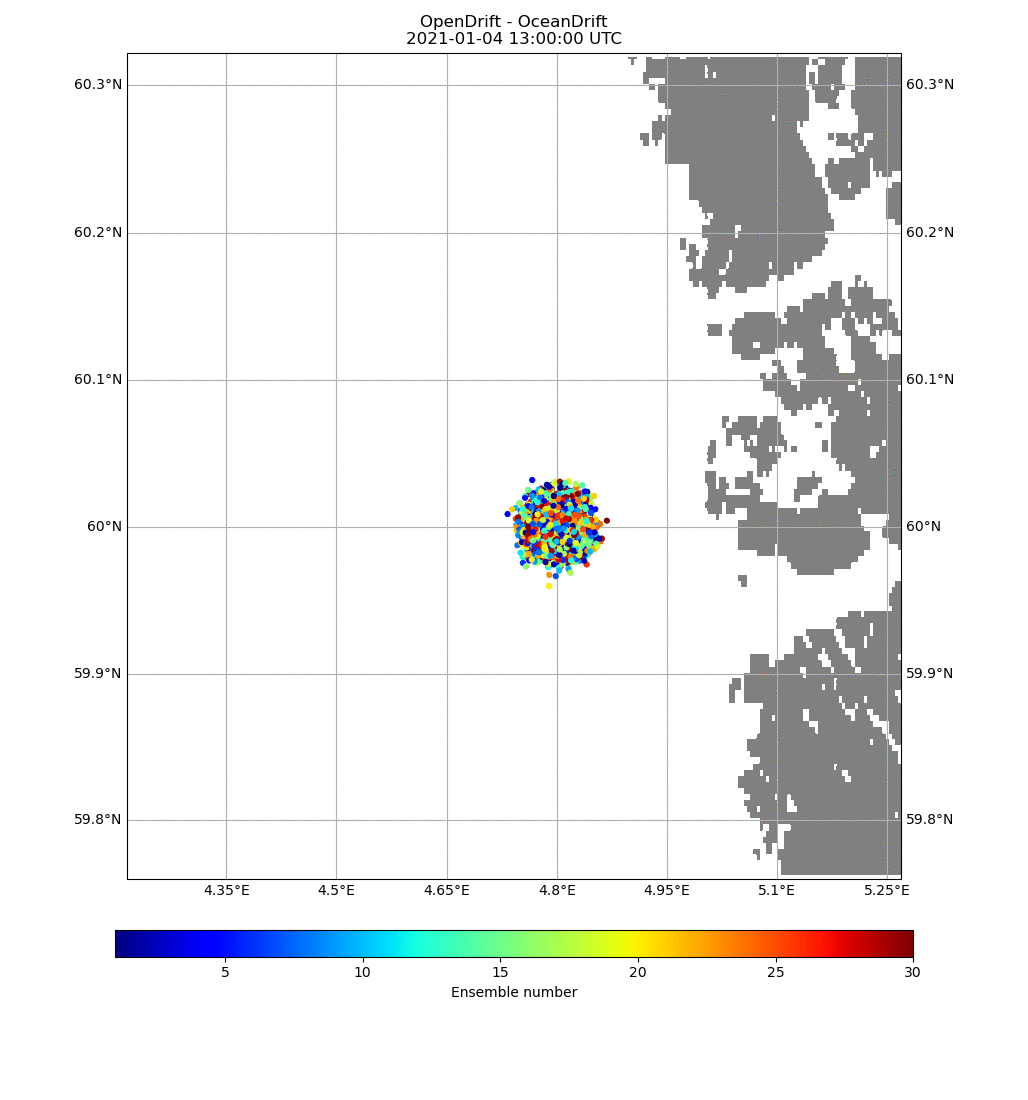 OpenDrift - OceanDrift
2021-01-04 13:00:00 UTC
60.3°N 60.3°N
60.2°N 60.2°N
60.1°N 60.1°N
60°N 60°N
59.9°N 59.9°N
59.8°N 59.8°N
4.35°E 4.5°E 4.65°E 4.8°E 4.95°E 5.1°E 5.25°E
5 10 15 20 25 30
Ensemble number